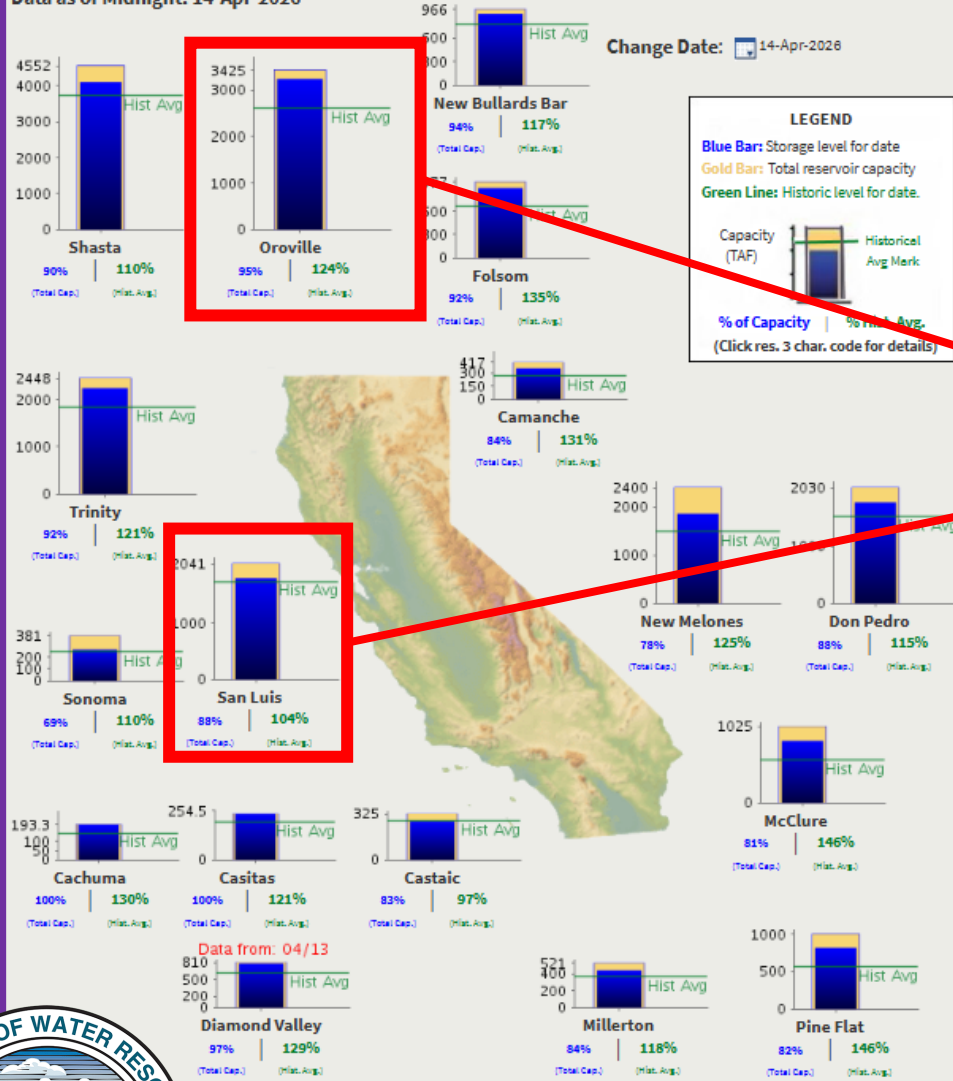 Data as of Midnight: 14-Apr-2026
Change Date: 14-Apr-2026
4552
4000
3000
2000
1000
0
Hist Avg
Shasta
90% | 110%
(Total Cap.) (Hist. Avg.)
3425
3000
2000
1000
0
Hist Avg
Oroville
95% | 124%
(Total Cap.) (Hist. Avg.)
966
600
300
0
Hist Avg
New Bullards Bar
94% | 117%
(Total Cap.) (Hist. Avg.)
600
300
0
Hist Avg
Folsom
92% | 135%
(Total Cap.) (Hist. Avg.)
LEGEND
Blue Bar: Storage level for date
Gold Bar: Total reservoir capacity
Green Line: Historic level for date.
Capacity
(TAF)
Historical
Avg Mark
% of Capacity | % Hist. Avg.
(Click res. 3 char. code for details)
2448
2000
1000
0
Hist Avg
Trinity
92% | 121%
(Total Cap.) (Hist. Avg.)
417
300
150
0
Hist Avg
Camanche
84% | 131%
(Total Cap.) (Hist. Avg.)
2400
2000
1000
0
Hist Avg
New Melones
78% | 125%
(Total Cap.) (Hist. Avg.)
2030
1000
0
Hist Avg
Don Pedro
88% | 115%
(Total Cap.) (Hist. Avg.)
381
200
100
0
Hist Avg
Sonoma
69% | 110%
(Total Cap.) (Hist. Avg.)
2041
1000
0
Hist Avg
San Luis
88% | 104%
(Total Cap.) (Hist. Avg.)
1025
0
Hist Avg
McClure
81% | 146%
(Total Cap.) (Hist. Avg.)
193.3
100
50
0
Hist Avg
Cachuma
100% | 130%
(Total Cap.) (Hist. Avg.)
254.5
0
Hist Avg
Casitas
100% | 121%
(Total Cap.) (Hist. Avg.)
325
0
Hist Avg
Castaic
83% | 97%
(Total Cap.) (Hist. Avg.)
Data from: 04/13
810
500
200
0
Hist Avg
Diamond Valley
97% | 129%
(Total Cap.) (Hist. Avg.)
521
400
200
0
Hist Avg
Millerton
84% | 118%
(Total Cap.) (Hist. Avg.)
1000
500
0
Hist Avg
Pine Flat
82% | 146%
(Total Cap.) (Hist. Avg.)
OF WATER RESO